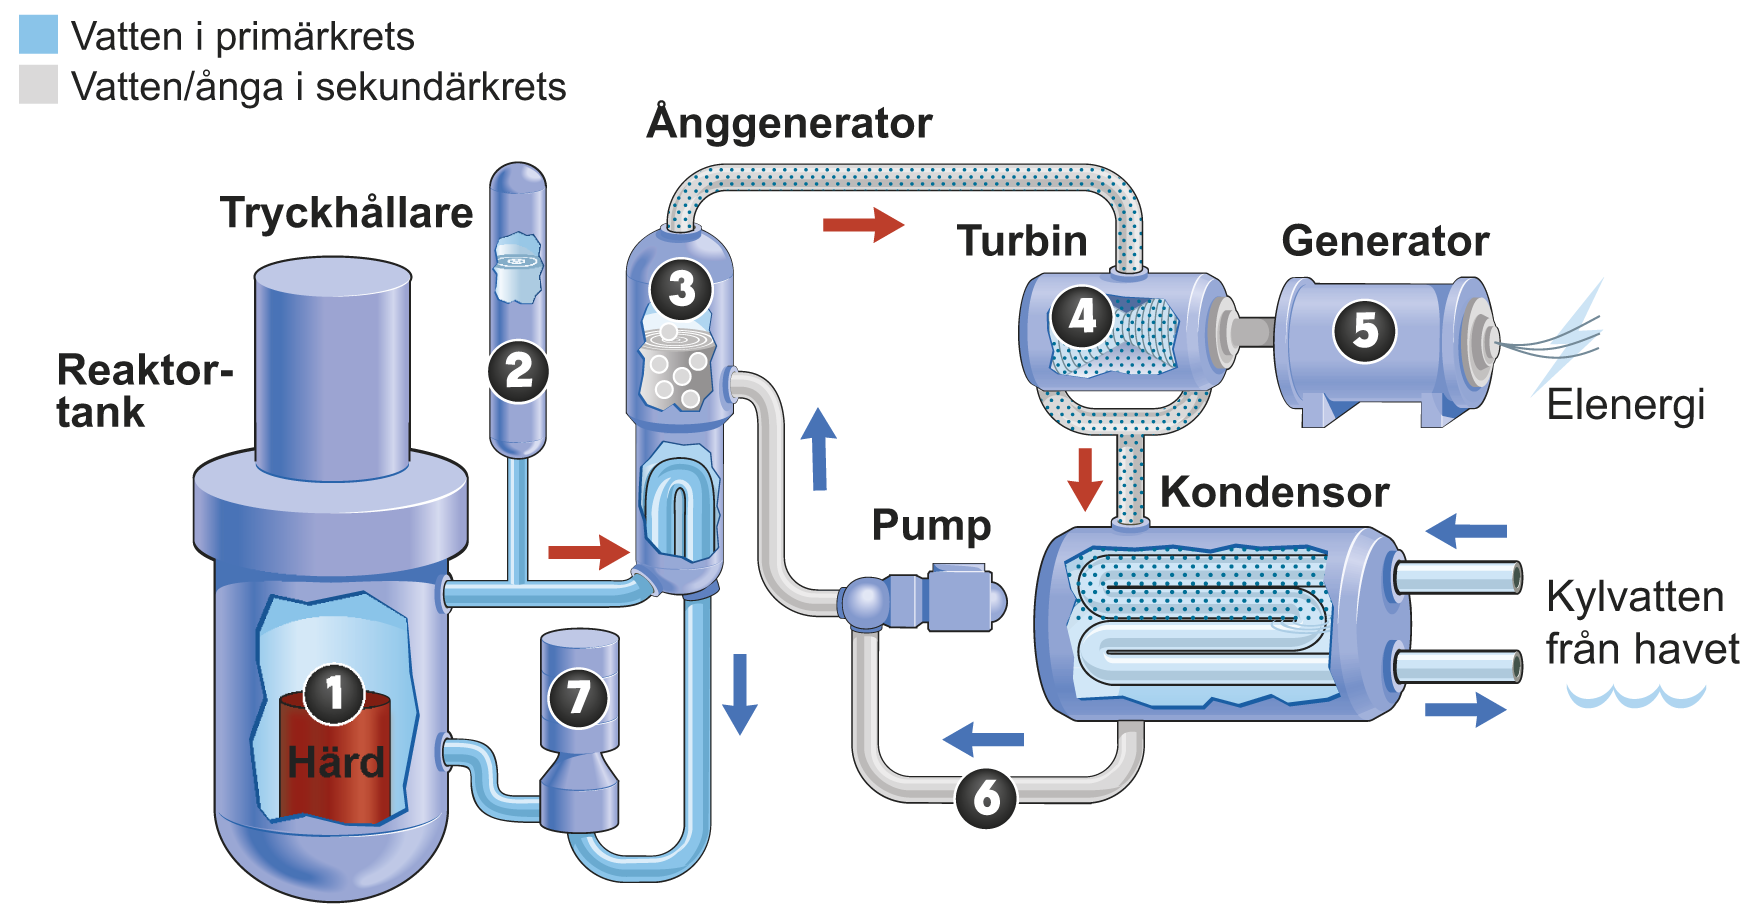 Vatten i primärkrets
Vatten/ånga i sekundärkrets
Ånggenerator
Tryckhållare
Turbin
Generator
3
4
5
2
Reaktor-
tank
Elenergi
Kondensor
Pump
Kylvatten
från havet
1
7
Härd
6